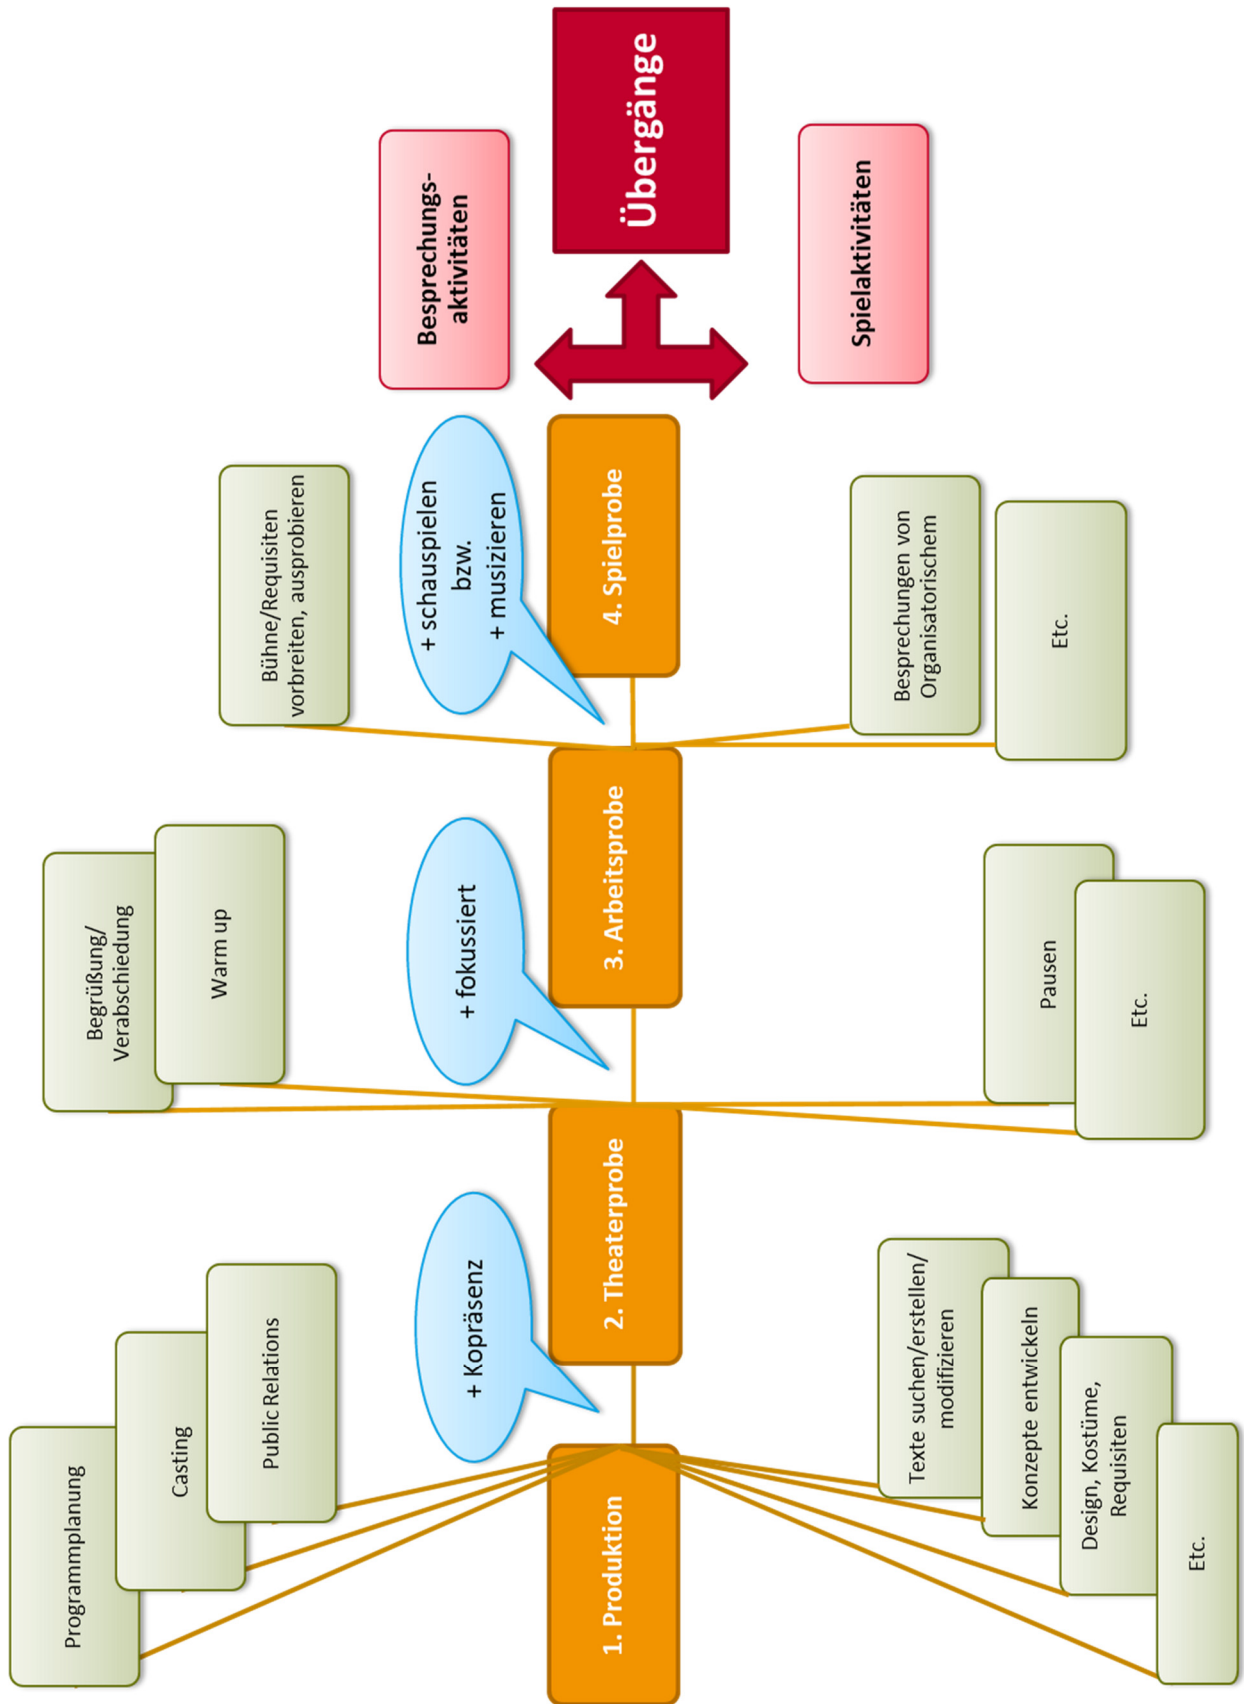 Programmplanung
Casting
Public Relations
1. Produktion
Texte suchen/erstellen/
modifizieren
Konzepte entwickeln
Design, Kostüme,
Requisiten
Etc.
+ Kopräsenz
Begrüßung/
Verabschiedung
Warm up
2. Theaterprobe
Pausen
Etc.
+ fokussiert
Bühne/Requisiten
vorbreiten, ausprobieren
3. Arbeitsprobe
Besprechungen von
Organisatorischem
Etc.
+ schauspielen
bzw.
+ musizieren
4. Spielprobe
Besprechungs-
aktivitäten
Spielaktivitäten
Übergänge